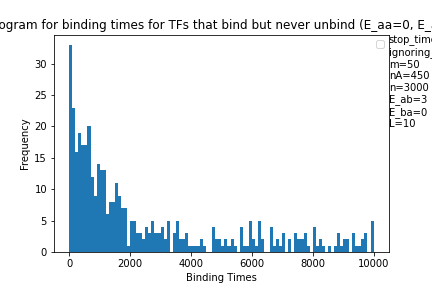 ogram for binding times for TFs that bind but never unbind (E_aa=0, E_
stop_time
ignoring_
m=50
nA=450
n=3000
E_ab=3
E_ba=0
L=10
Frequency
30
25
20
15
10
5
0
0 2000 4000 6000 8000 10000
Binding Times